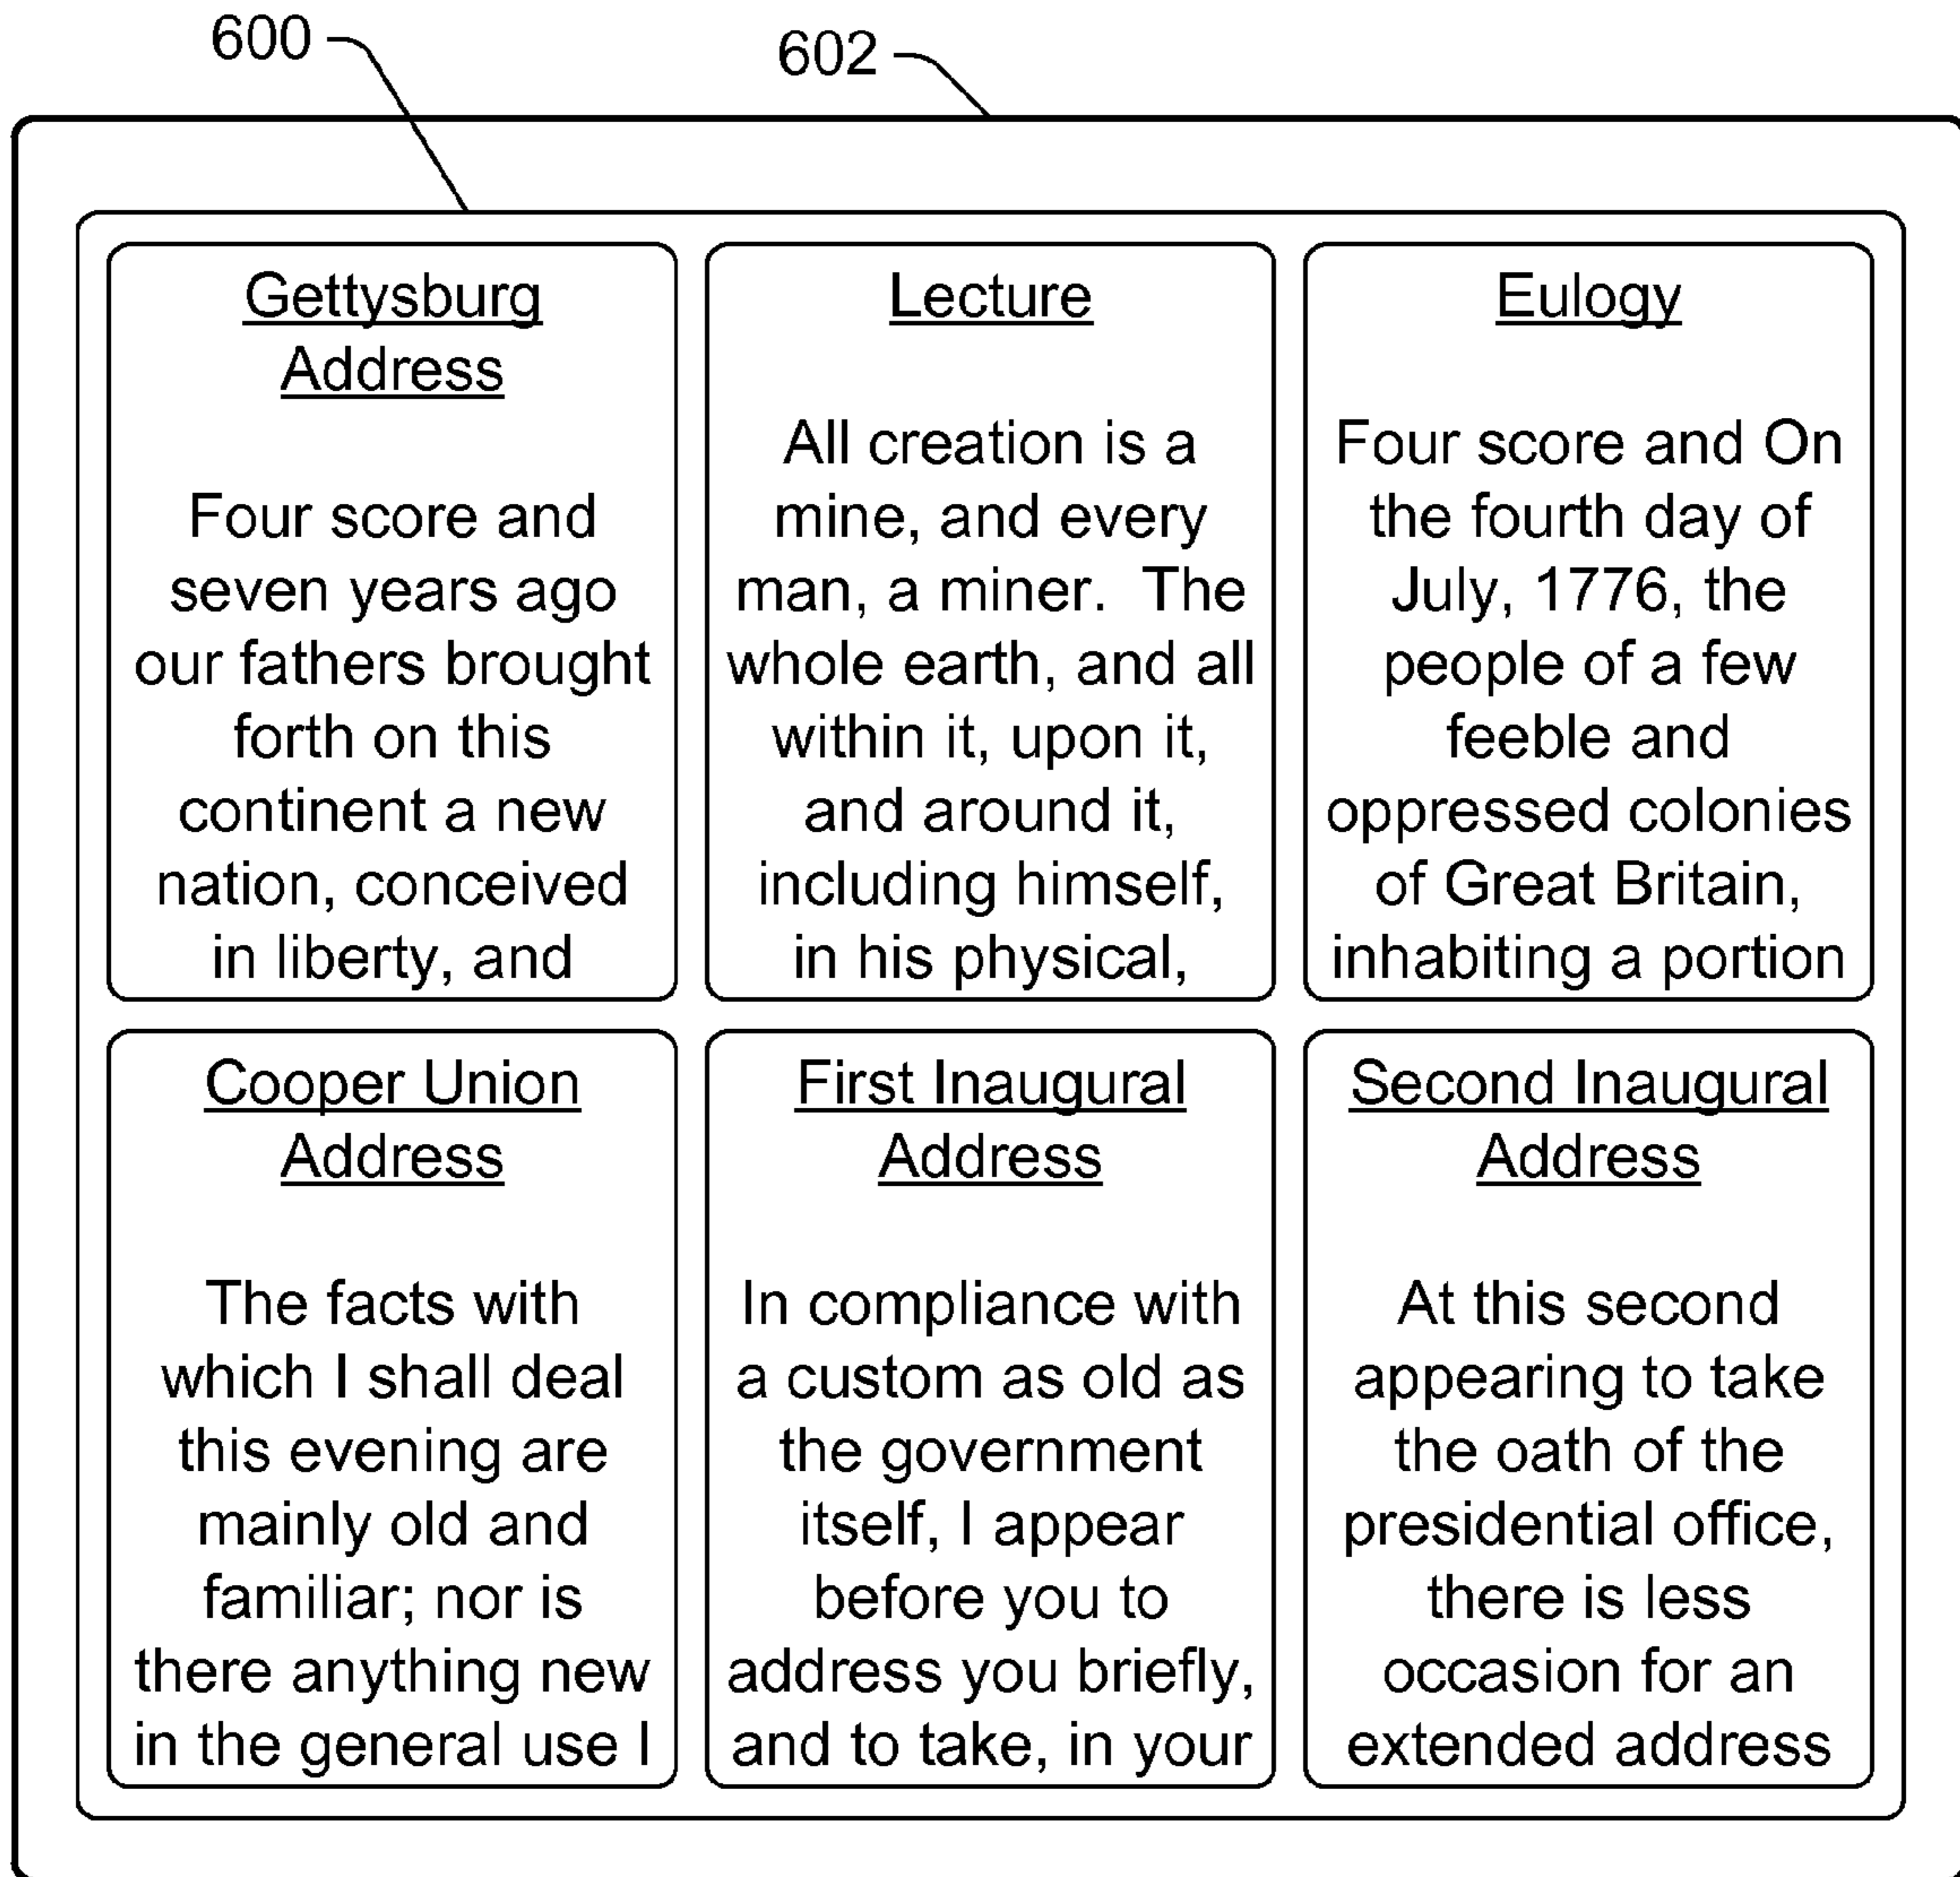 600
602
Gettysburg
Address
Four score and
seven years ago
our fathers brought
forth on this
continent a new
nation, conceived
in liberty, and
Lecture
All creation is a
mine, and every
man, a miner.  The
whole earth, and all
within it, upon it,
and around it,
including himself,
in his physical,
Eulogy
Four score and On
the fourth day of
July, 1776, the
people of a few
feeble and
oppressed colonies
of Great Britain,
inhabiting a portion
Cooper Union
Address
The facts with
which I shall deal
this evening are
mainly old and
familiar; nor is
there anything new
in the general use I
First Inaugural
Address
In compliance with
a custom as old as
the government
itself, I appear
before you to
address you briefly,
and to take, in your
Second Inaugural
Address
At this second
appearing to take
the oath of the
presidential office,
there is less
occasion for an
extended address